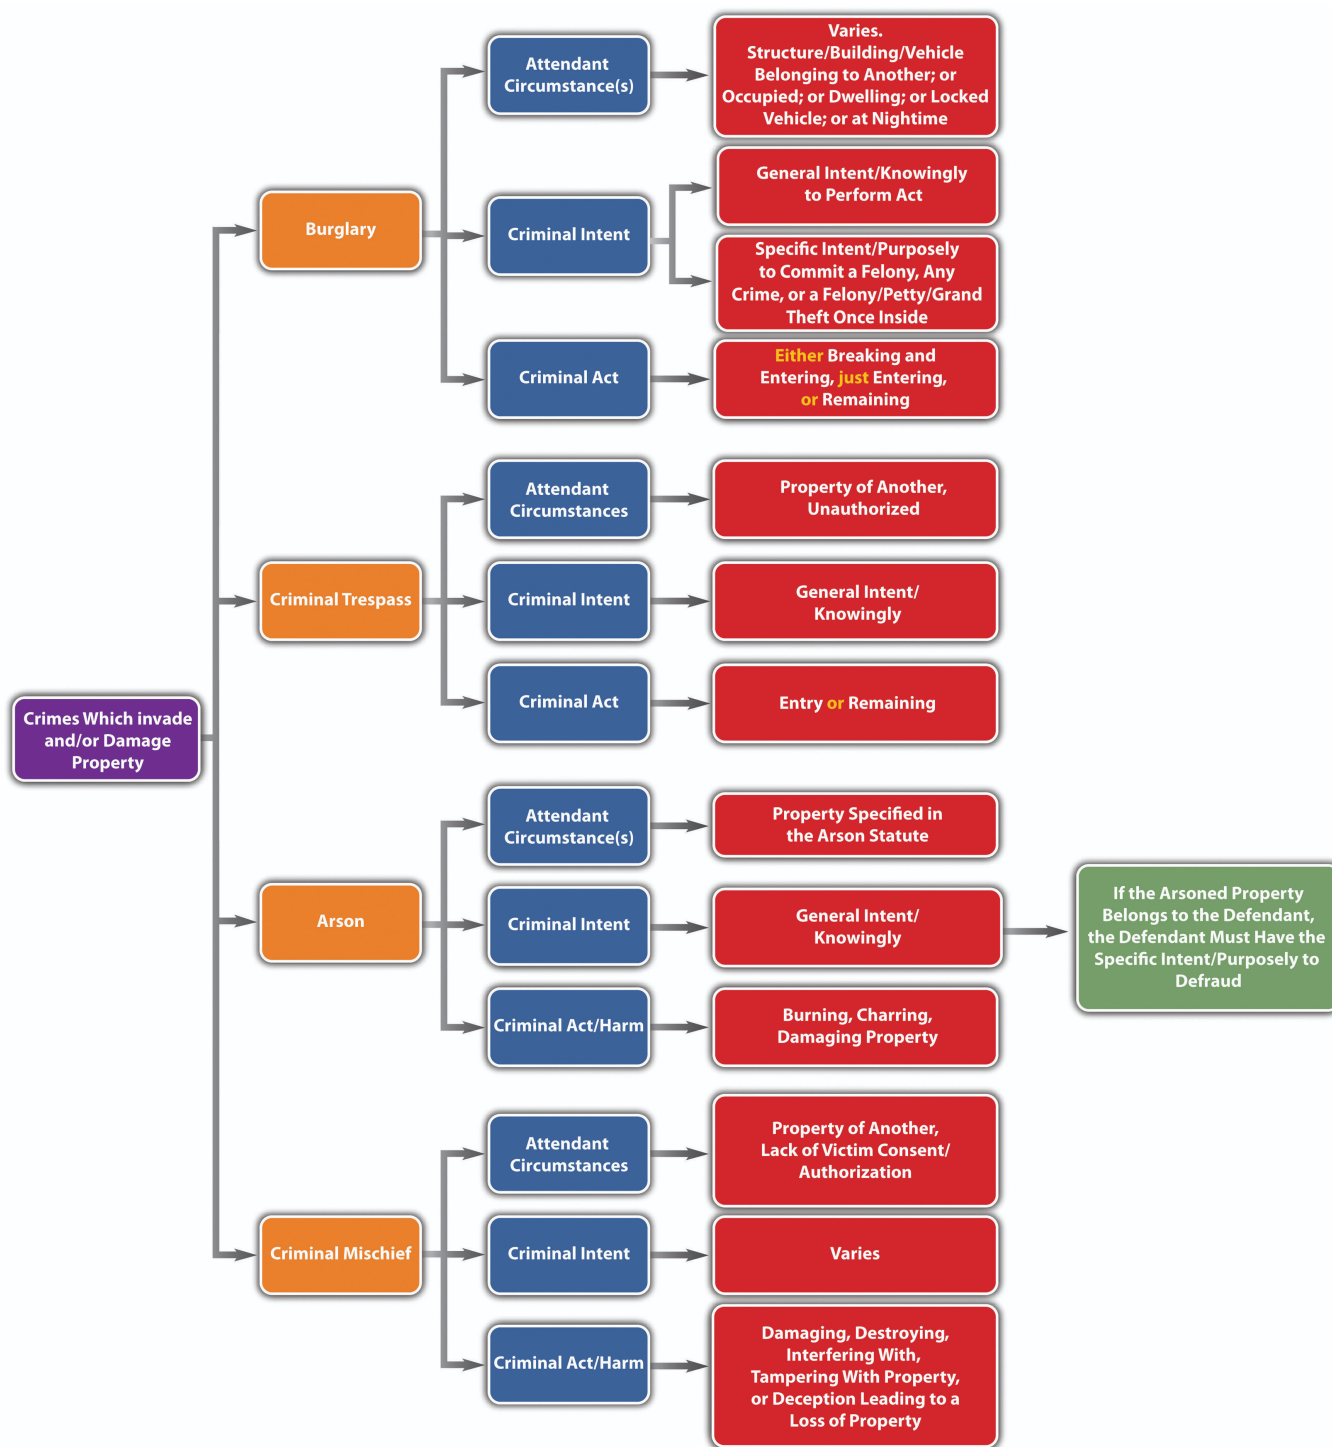 Crimes Which invade
and/or Damage
Property
Burglary
Attendant
Circumstance(s)
Varies.
Structure/Building/Vehicle
Belonging to Another; or
Occupied; or Dwelling; or Locked
Vehicle; or at Nightime
Criminal Intent
General Intent/Knowingly
to Perform Act
Specific Intent/Purposely
to Commit a Felony, Any
Crime, or a Felony/Petty/Grand
Theft Once Inside
Criminal Act
Either Breaking and
Entering, just Entering,
or Remaining
Criminal Trespass
Attendant
Circumstances
Property of Another,
Unauthorized
Criminal Intent
General Intent/
Knowingly
Criminal Act
Entry or Remaining
Arson
Attendant
Circumstance(s)
Property Specified in
the Arson Statute
Criminal Intent
General Intent/
Knowingly
If the Arsoned Property
Belongs to the Defendant,
the Defendant Must Have the
Specific Intent/Purposely to
Defraud
Criminal Act/Harm
Burning, Charring,
Damaging Property
Criminal Mischief
Attendant
Circumstances
Property of Another,
Lack of Victim Consent/
Authorization
Criminal Intent
Varies
Criminal Act/Harm
Damaging, Destroying,
Interfering With,
Tampering With Property,
or Deception Leading to a
Loss of Property